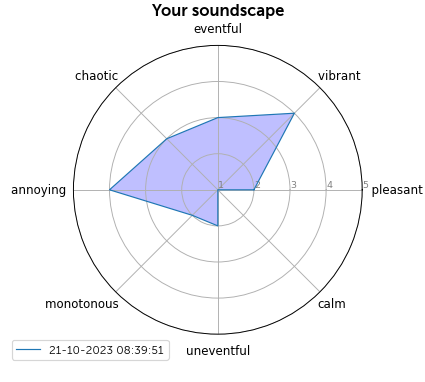 Your soundscape
eventful
chaotic
vibrant
annoying
1
2
3
4
5
pleasant
monotonous
calm
21-10-2023 08:39:51
uneventful